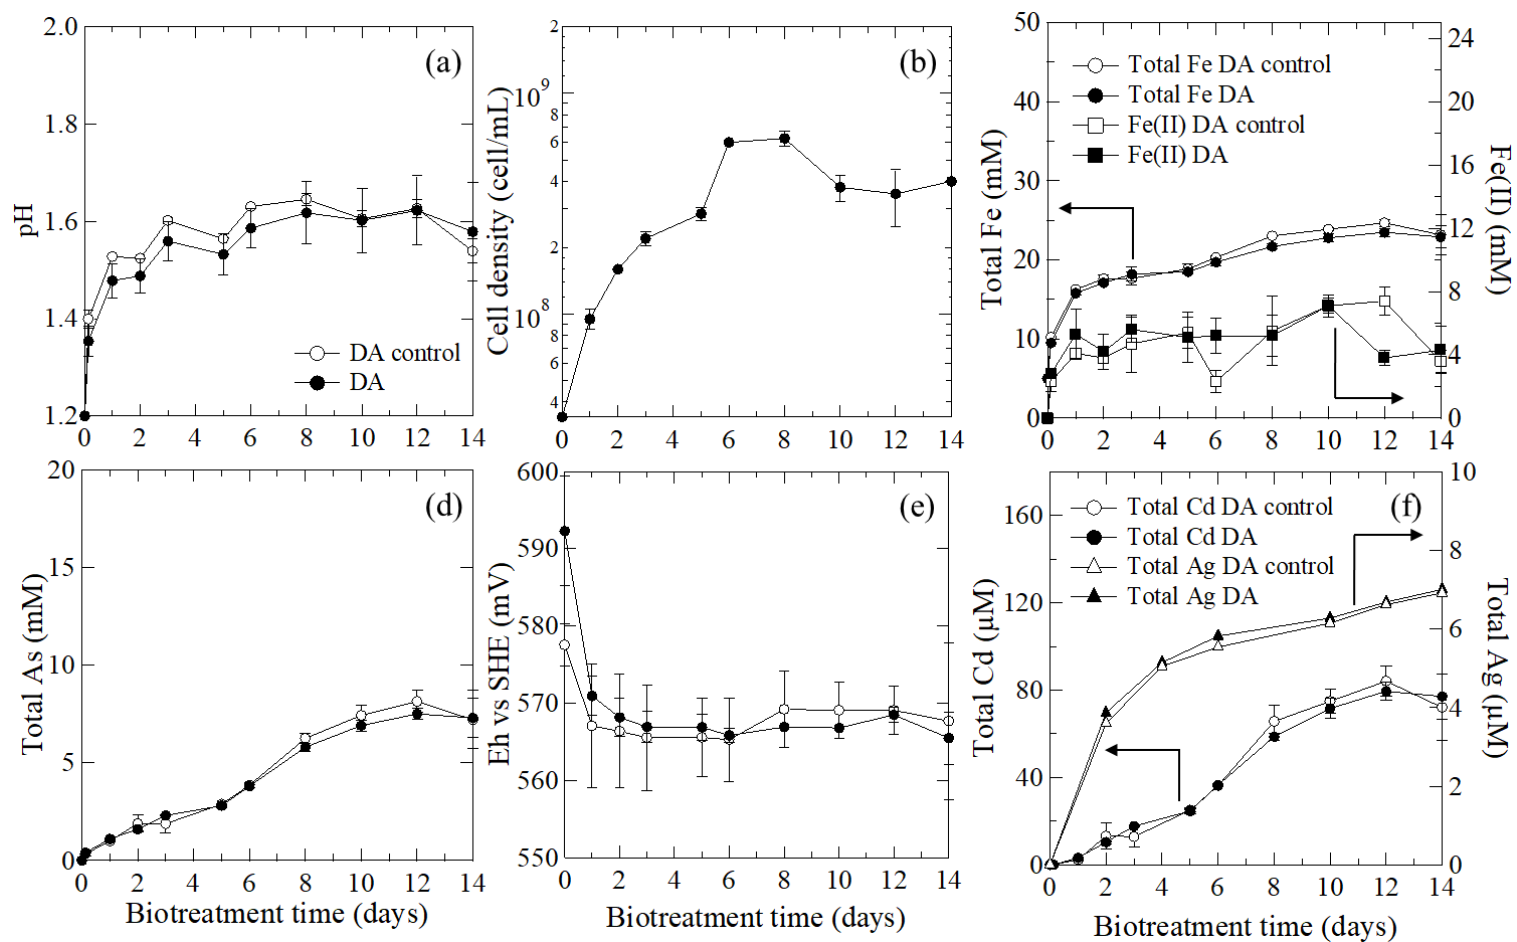 (a)
pH
2.0
1.8
1.6
1.4
1.2
DA control
DA
0 2 4 6 8 10 12 14
(b)
Cell density (cell/mL)
2
10^9
8
6
4
2
10^8
8
6
4
0 2 4 6 8 10 12 14
Total Fe DA control
Total Fe DA
Fe(II) DA control
Fe(II) DA
Total Fe (mM)
50
40
30
20
10
0
Fe(II) (mM)
24
20
16
12
8
4
0
0 2 4 6 8 10 12 14
(d)
Total As (mM)
20
15
10
5
0
0 2 4 6 8 10 12 14
Biotreatment time (days)
(e)
Eh vs SHE (mV)
600
590
580
570
560
550
0 2 4 6 8 10 12 14
Biotreatment time (days)
(f)
Total Cd DA control
Total Cd DA
Total Ag DA control
Total Ag DA
Total Cd (μM)
160
120
80
40
0
Total Ag (μM)
10
8
6
4
2
0
0 2 4 6 8 10 12 14
Biotreatment time (days)